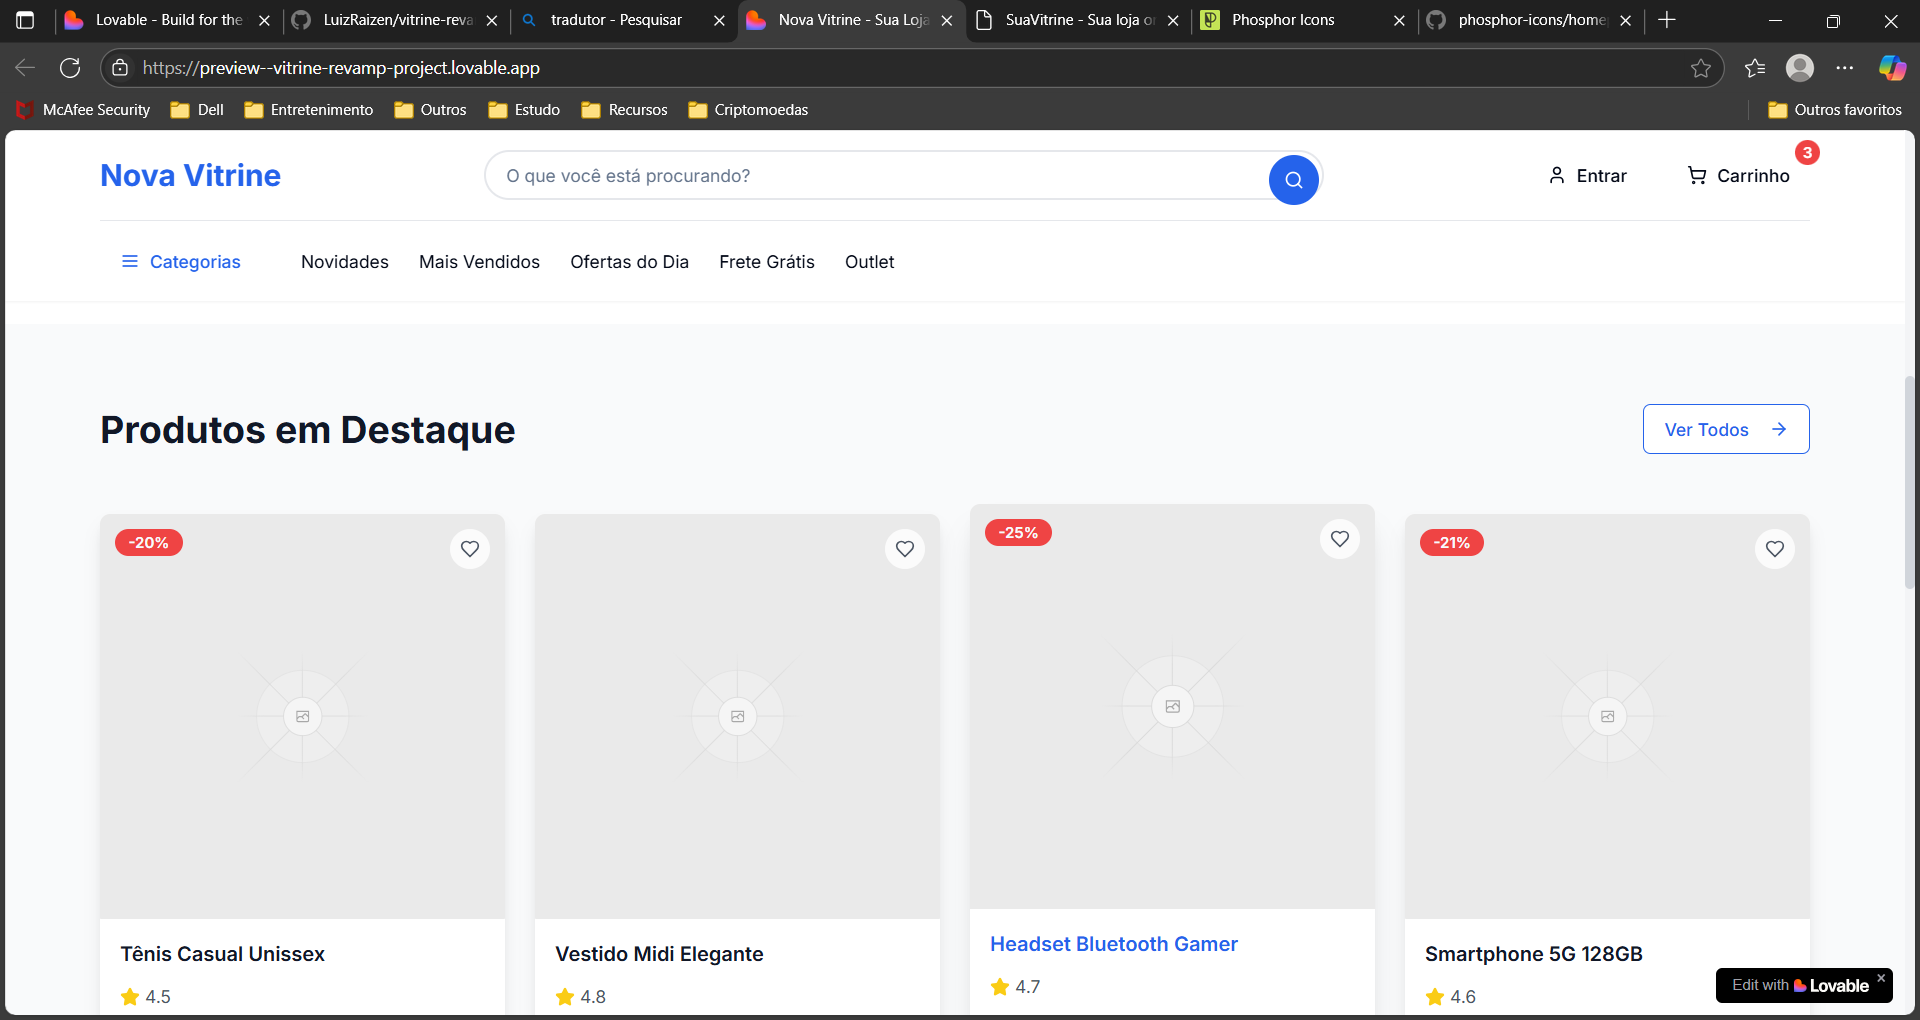 Lovable - Build for the
LuizRaizen/vitrine-reva
tradutor - Pesquisar
Nova Vitrine - Sua Loja
SuaVitrine - Sua loja on
Phosphor Icons
phosphor-icons/home
https://preview--vitrine-revamp-project.lovable.app
McAfee Security
Dell
Entretenimento
Outros
Estudo
Recursos
Criptomoedas
Outros favoritos
Nova Vitrine
O que você está procurando?
Entrar
Carrinho
3
Categorias
Novidades
Mais Vendidos
Ofertas do Dia
Frete Grátis
Outlet
Produtos em Destaque
Ver Todos
-20%
-25%
-21%
Tênis Casual Unissex
4.5
Vestido Midi Elegante
4.8
Headset Bluetooth Gamer
4.7
Smartphone 5G 128GB
4.6
Edit with Lovable